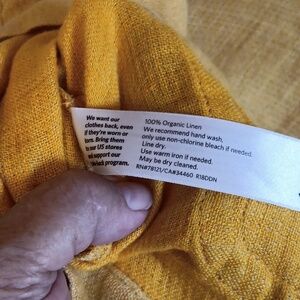 We want our
clothes back, even
if they're worn or
torn. Bring them
to our US stores
and support our
program.
100% Organic Linen
We recommend hand wash,
only use non-chlorine bleach if needed.
Line dry.
Use warm iron if needed.
May be dry cleaned.
RN#78121/CA#34460 R18DDN